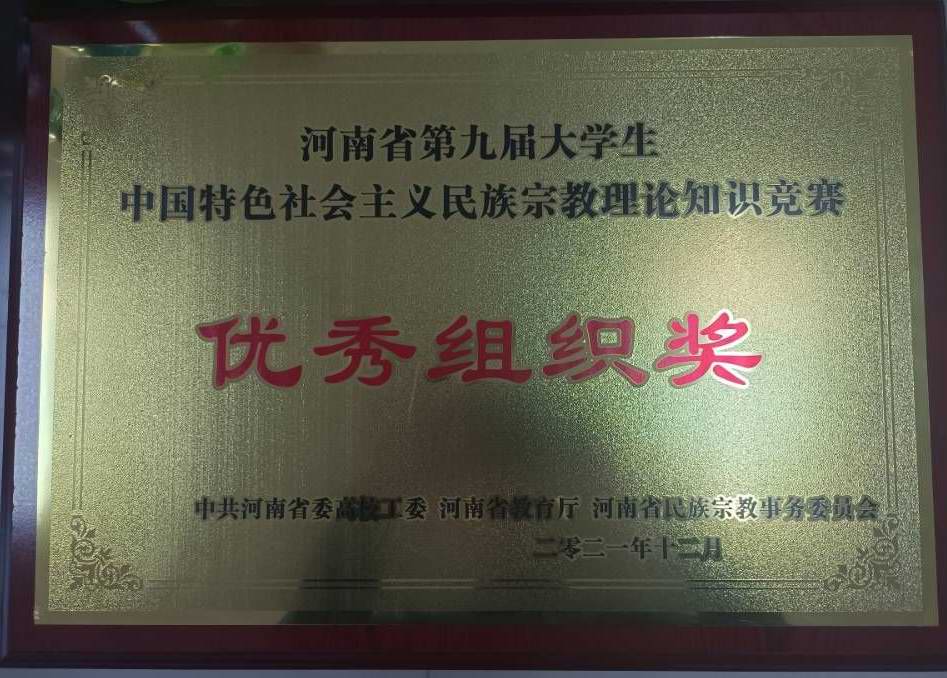 河南省第九届大学生
中国特色社会主义民族宗教理论知识竞赛
优秀组织奖
中共河南省委高校工委 河南省教育厅 河南省民族宗教事务委员会
二零二一年十二月